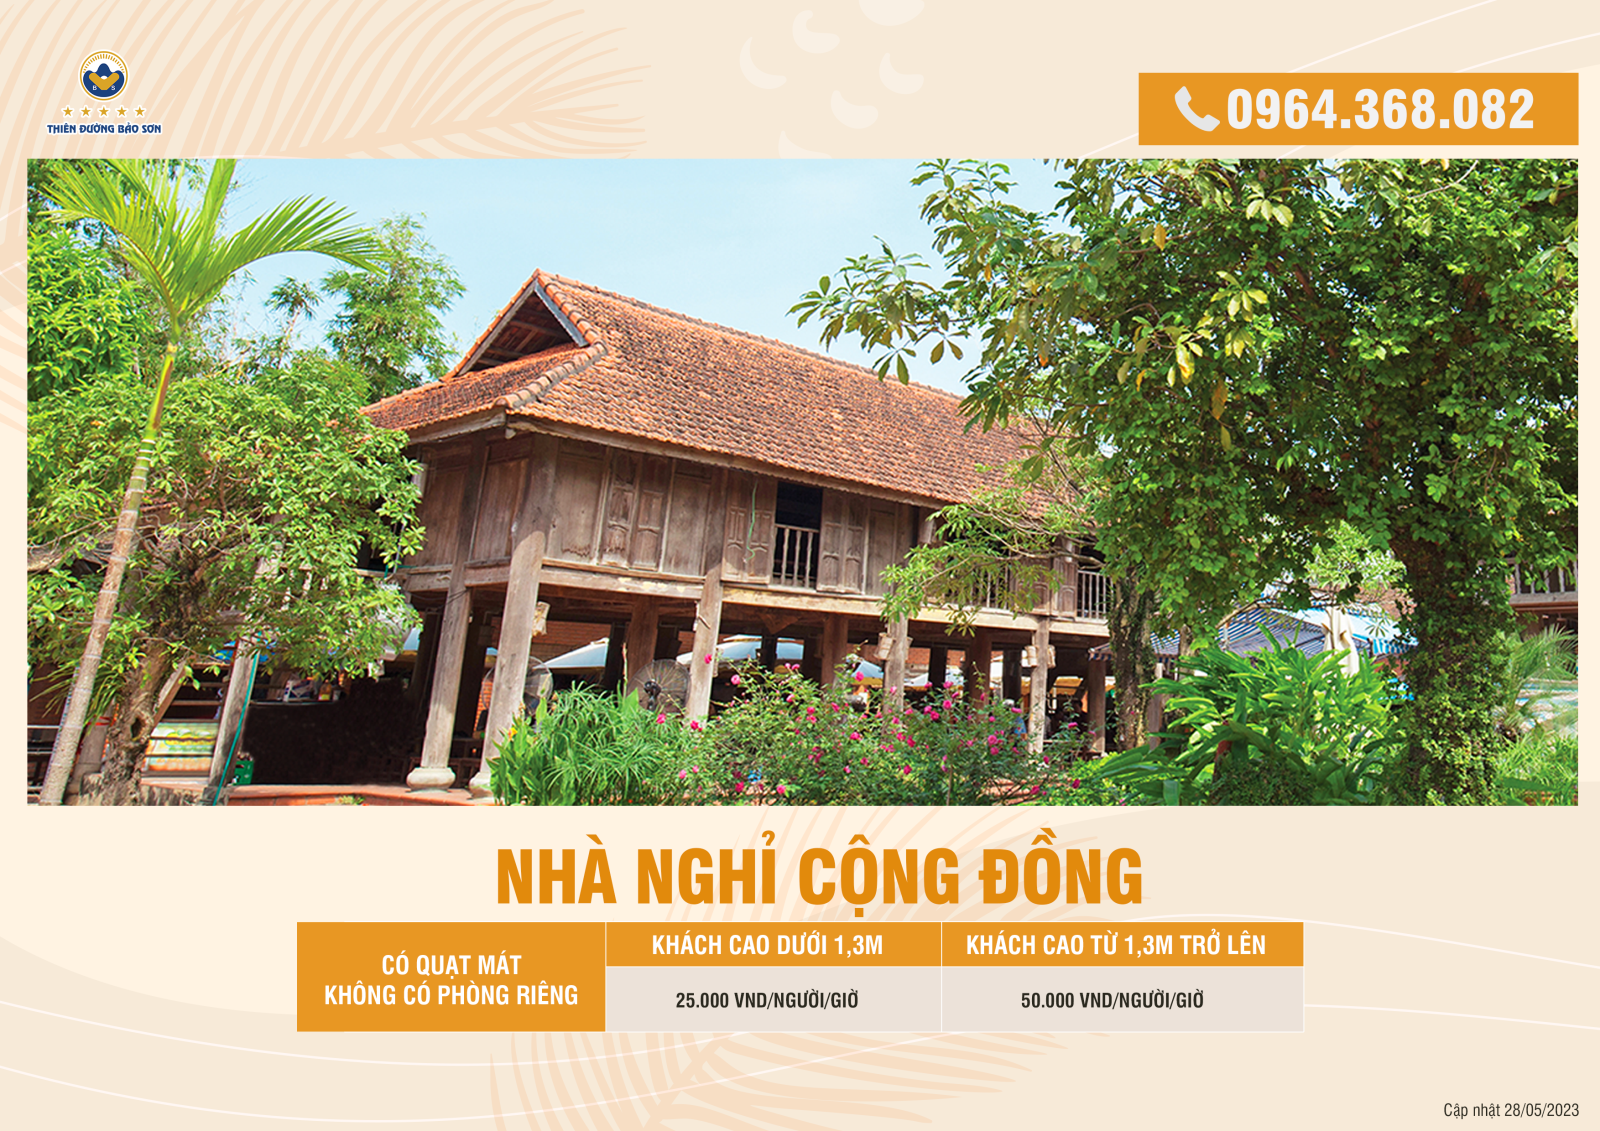 B S
THIÊN ĐƯỜNG BẢO SƠN
0964.368.082
NHÀ NGHỈ CỘNG ĐỒNG
CÓ QUẠT MÁT
KHÔNG CÓ PHÒNG RIÊNG
KHÁCH CAO DƯỚI 1,3M
KHÁCH CAO TỪ 1,3M TRỞ LÊN
25.000 VND/NGƯỜI/GIỜ
50.000 VND/NGƯỜI/GIỜ
Cập nhật 28/05/2023